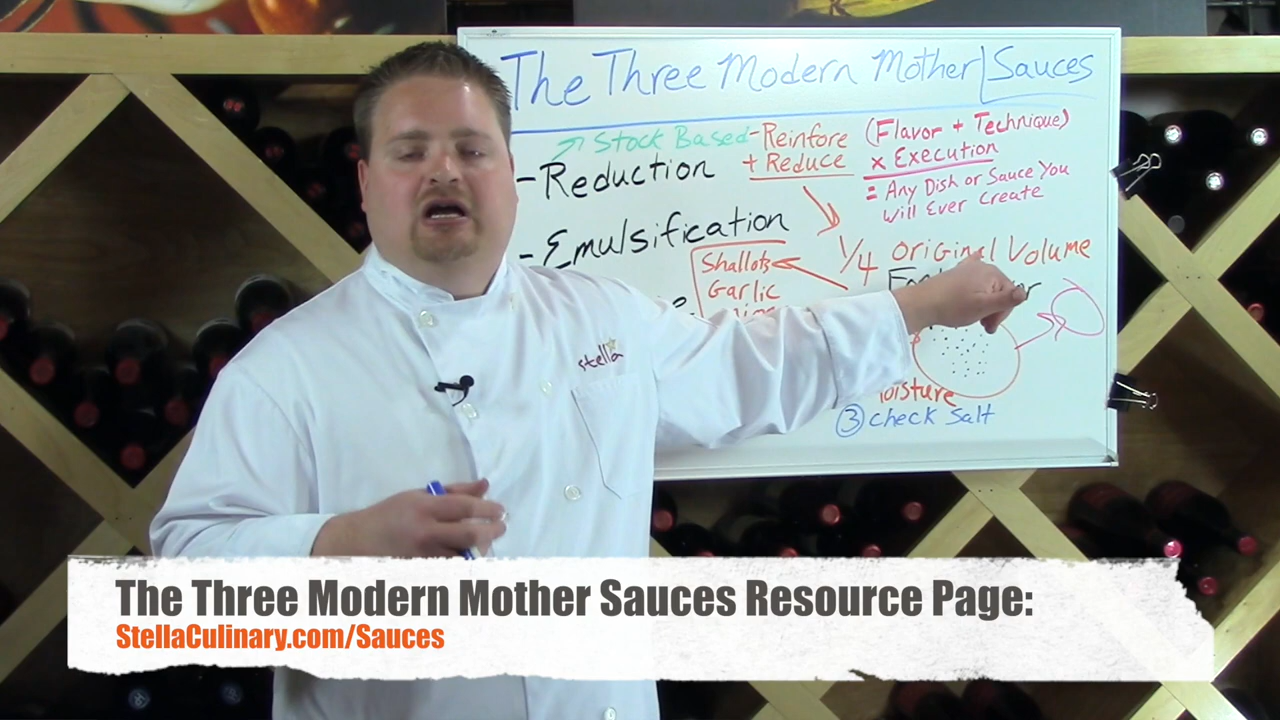 The Three Modern Mother Sauces
Stock Based - Reinfore
+ Reduce
(Flavor + Technique)
x Execution
= Any Dish or Sauce You
Will Ever Create
- Reduction
- Emulsification
1/4 original Volume
Shallots
Garlic
③ check Salt
stella
The Three Modern Mother Sauces Resource Page:
StellaCulinary.com/Sauces